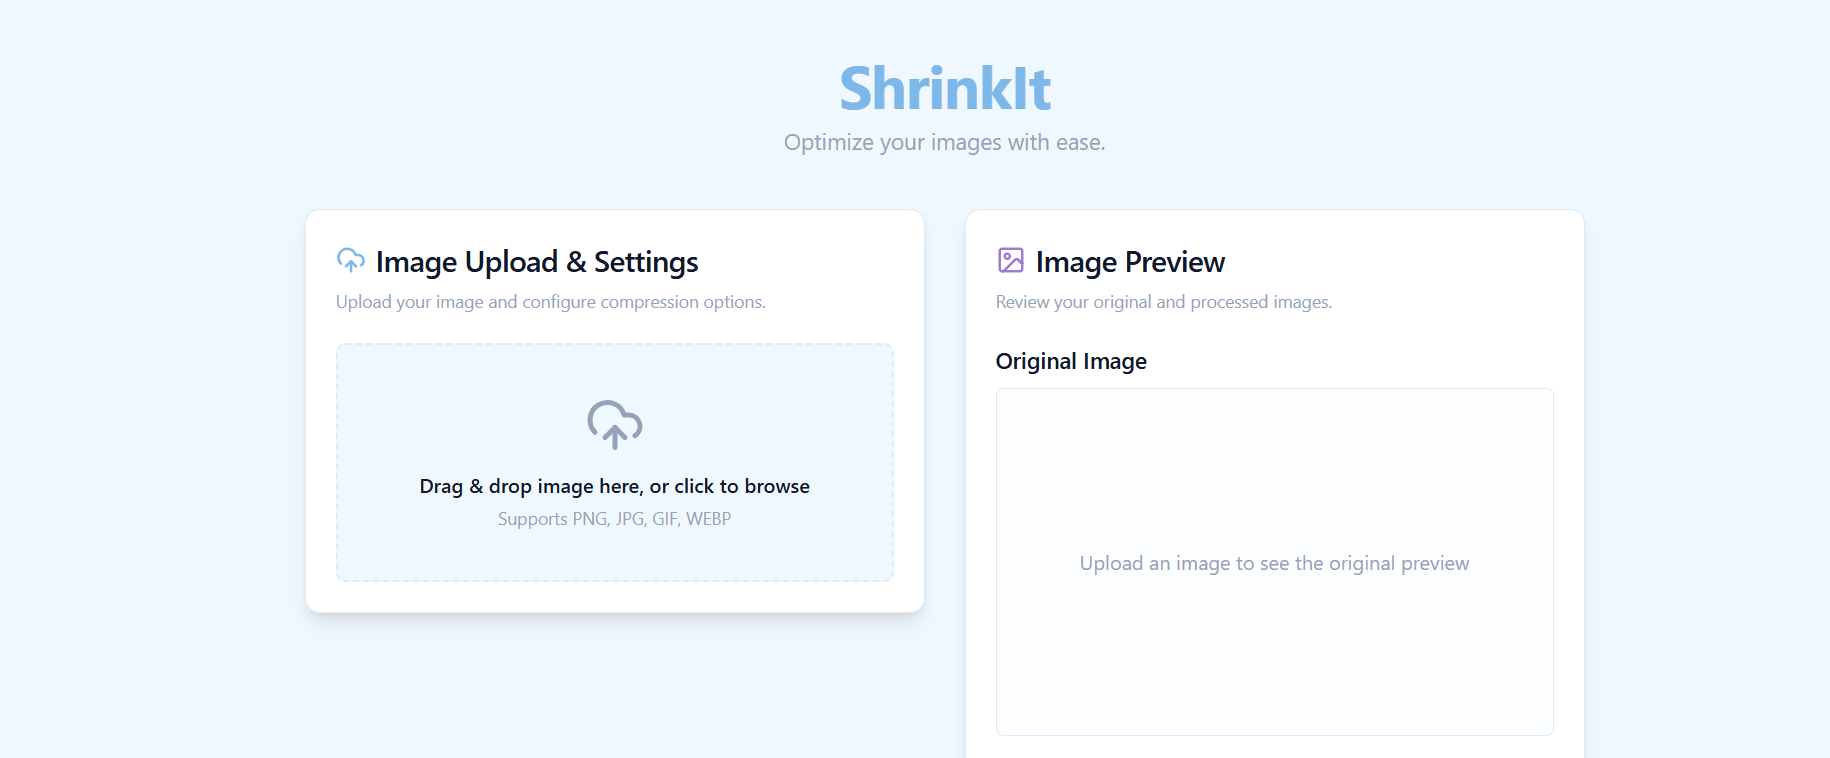 ShrinkIt
Optimize your images with ease.
Image Upload & Settings
Upload your image and configure compression options.
Drag & drop image here, or click to browse
Supports PNG, JPG, GIF, WEBP
Image Preview
Review your original and processed images.
Original Image
Upload an image to see the original preview